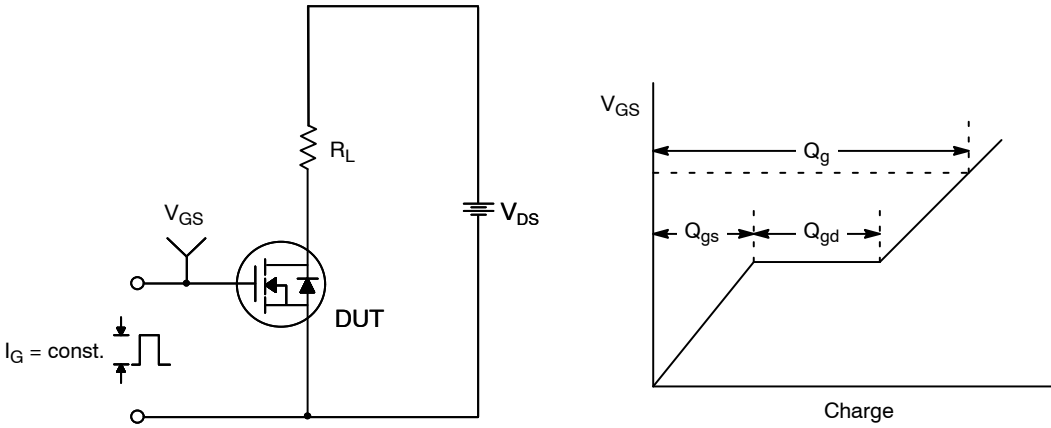 R_L
V_GS
V_DS
DUT
I_G = const.
V_GS
Q_g
Q_gs
Q_gd
Charge